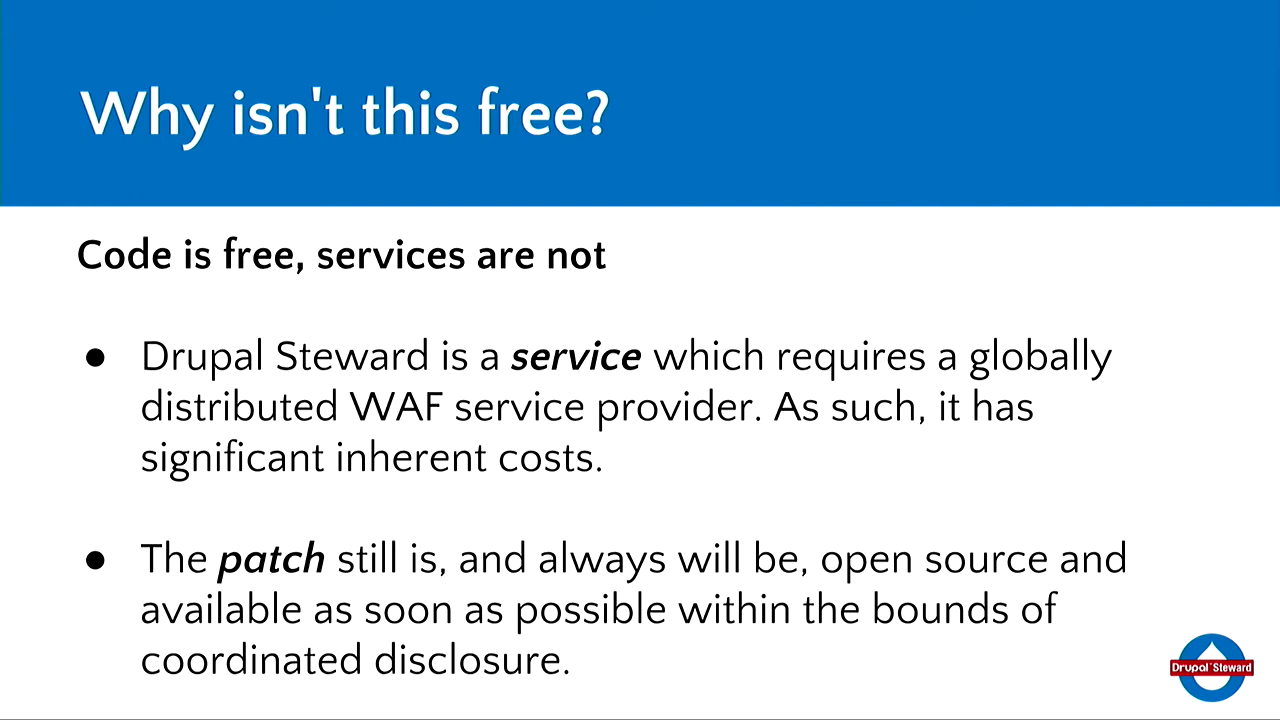 Why isn't this free?
Code is free, services are not
● Drupal Steward is a service which requires a globally
distributed WAF service provider. As such, it has
significant inherent costs.
● The patch still is, and always will be, open source and
available as soon as possible within the bounds of
coordinated disclosure.
Drupal™Steward